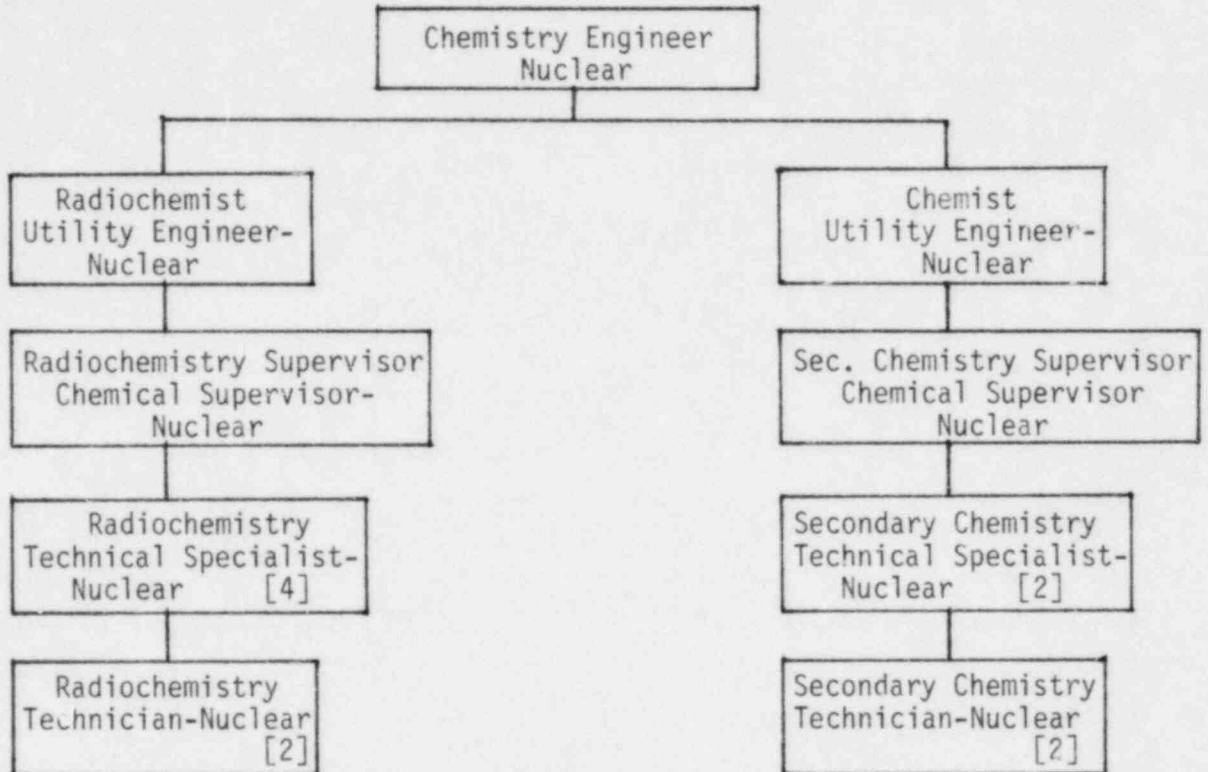 Chemistry Engineer
Nuclear
Radiochemist
Utility Engineer-
Nuclear
Chemist
Utility Engineer-
Nuclear
Radiochemistry Supervisor
Chemical Supervisor-
Nuclear
Sec. Chemistry Supervisor
Chemical Supervisor
Nuclear
Radiochemistry
Technical Specialist-
Nuclear [4]
Secondary Chemistry
Technical Specialist-
Nuclear [2]
Radiochemistry
Technician-Nuclear
[2]
Secondary Chemistry
Technician-Nuclear
[2]